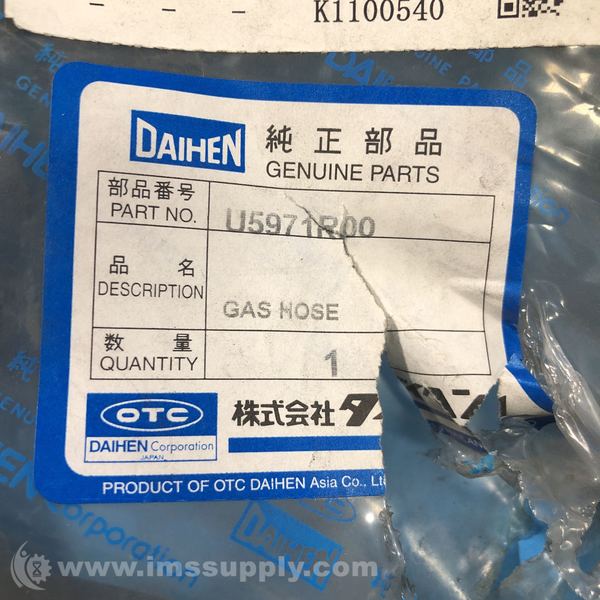 - - - K1100540
DAIHEN 純正部品
GENUINE PARTS
部品番号
PART NO. U5971R00
品 名
DESCRIPTION GAS HOSE
数 量
QUANTITY 1
OTC
DAIHEN Corporation
JAPAN
株式会社
PRODUCT OF OTC DAIHEN Asia Co., Lt
www.imssupply.com
IMS